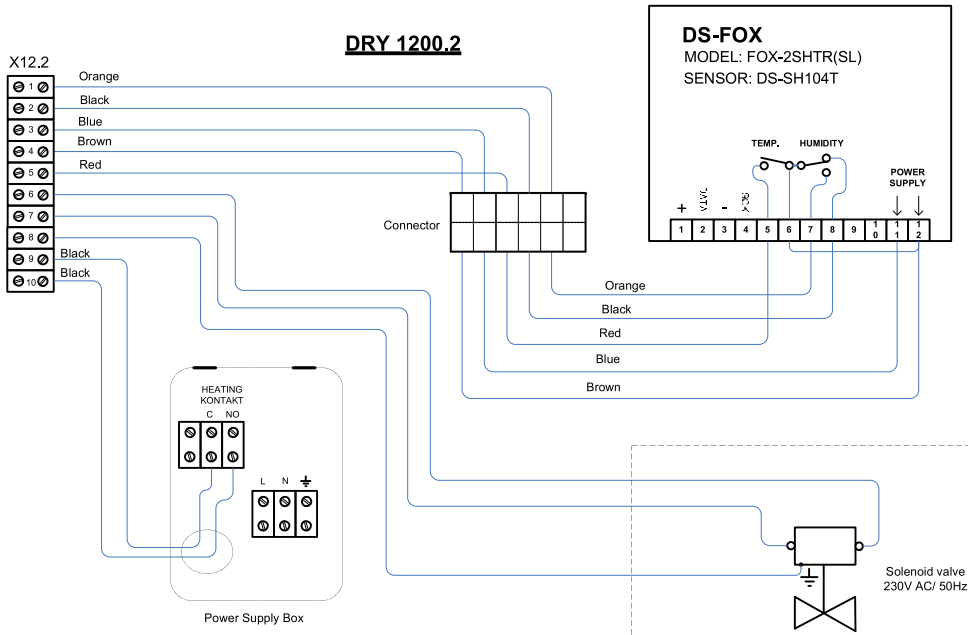 DRY 1200.2
DS-FOX
MODEL: FOX-2SHTR(SL)
SENSOR: DS-SH104T
TEMP.
HUMIDITY
POWER
SUPPLY
+
-
1 2 3 4 5 6 7 8 9 10 11 12
X12.2
1
2
3
4
5
6
7
8
9
10
Orange
Black
Blue
Brown
Red
Black
Black
Connector
Orange
Black
Red
Blue
Brown
HEATING
KONTAKT
C NO
L N
Power Supply Box
Solenoid valve
230V AC/ 50Hz